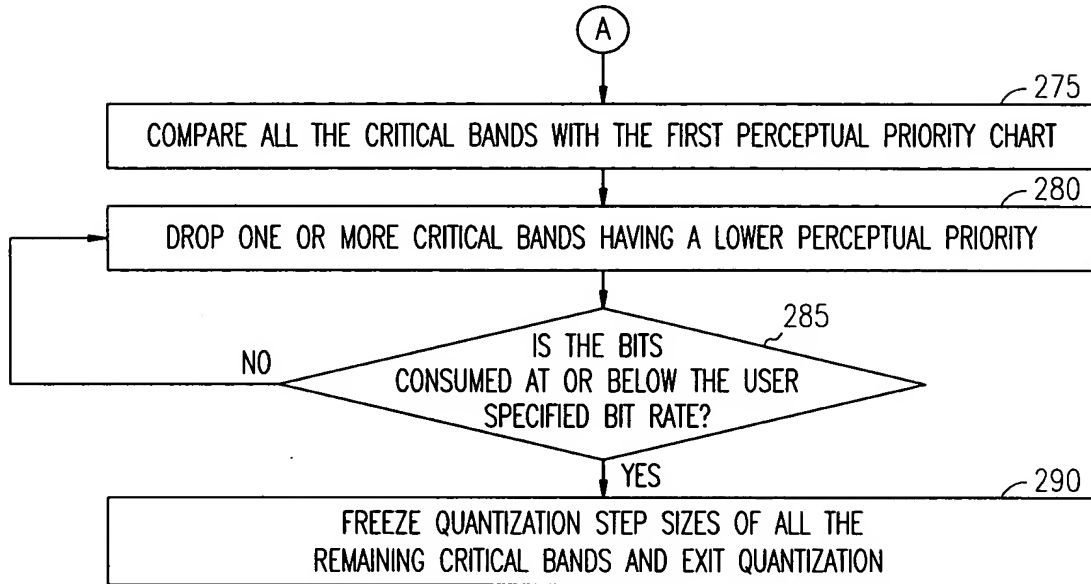 A
275
COMPARE ALL THE CRITICAL BANDS WITH THE FIRST PERCEPTUAL PRIORITY CHART
280
DROP ONE OR MORE CRITICAL BANDS HAVING A LOWER PERCEPTUAL PRIORITY
285
IS THE BITS
CONSUMED AT OR BELOW THE USER
SPECIFIED BIT RATE?
NO
YES
290
FREEZE QUANTIZATION STEP SIZES OF ALL THE
REMAINING CRITICAL BANDS AND EXIT QUANTIZATION